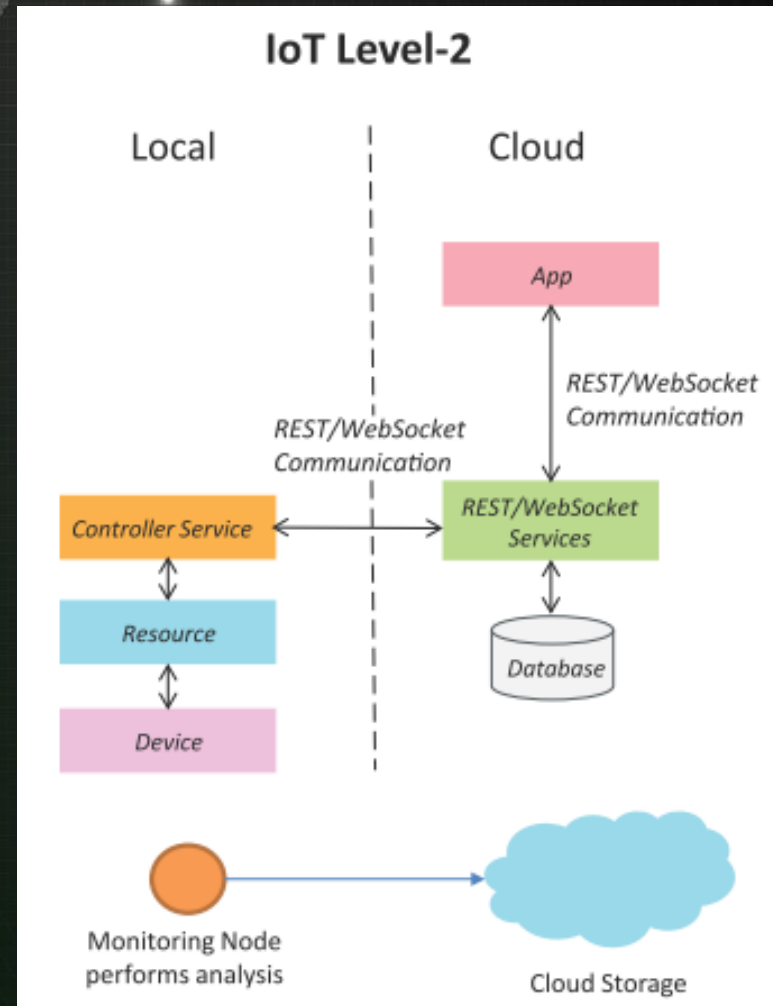 IoT Level-2
Local
Cloud
App
REST/WebSocket
Communication
REST/WebSocket
Communication
Controller Service
REST/WebSocket
Services
Resource
Database
Device
Monitoring Node
performs analysis
Cloud Storage